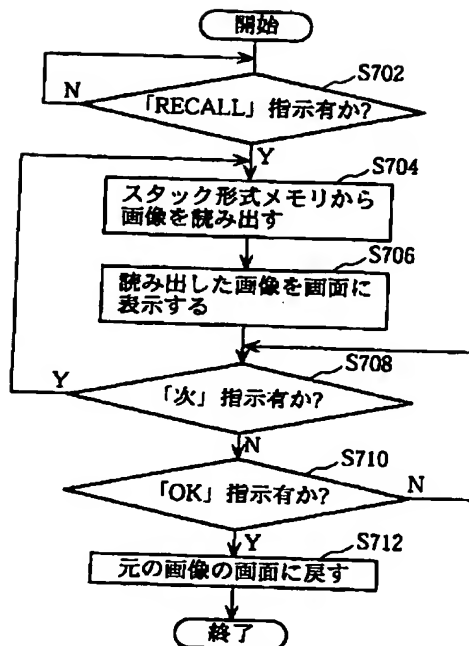 開始
S702
N
「RECALL」指示有か?
Y
S704
スタック形式メモリから
画像を読み出す
S706
読み出した画像を画面に
表示する
S708
Y
「次」指示有か?
N
S710
「OK」指示有か?
N
Y
S712
元の画像の画面に戻す
終了